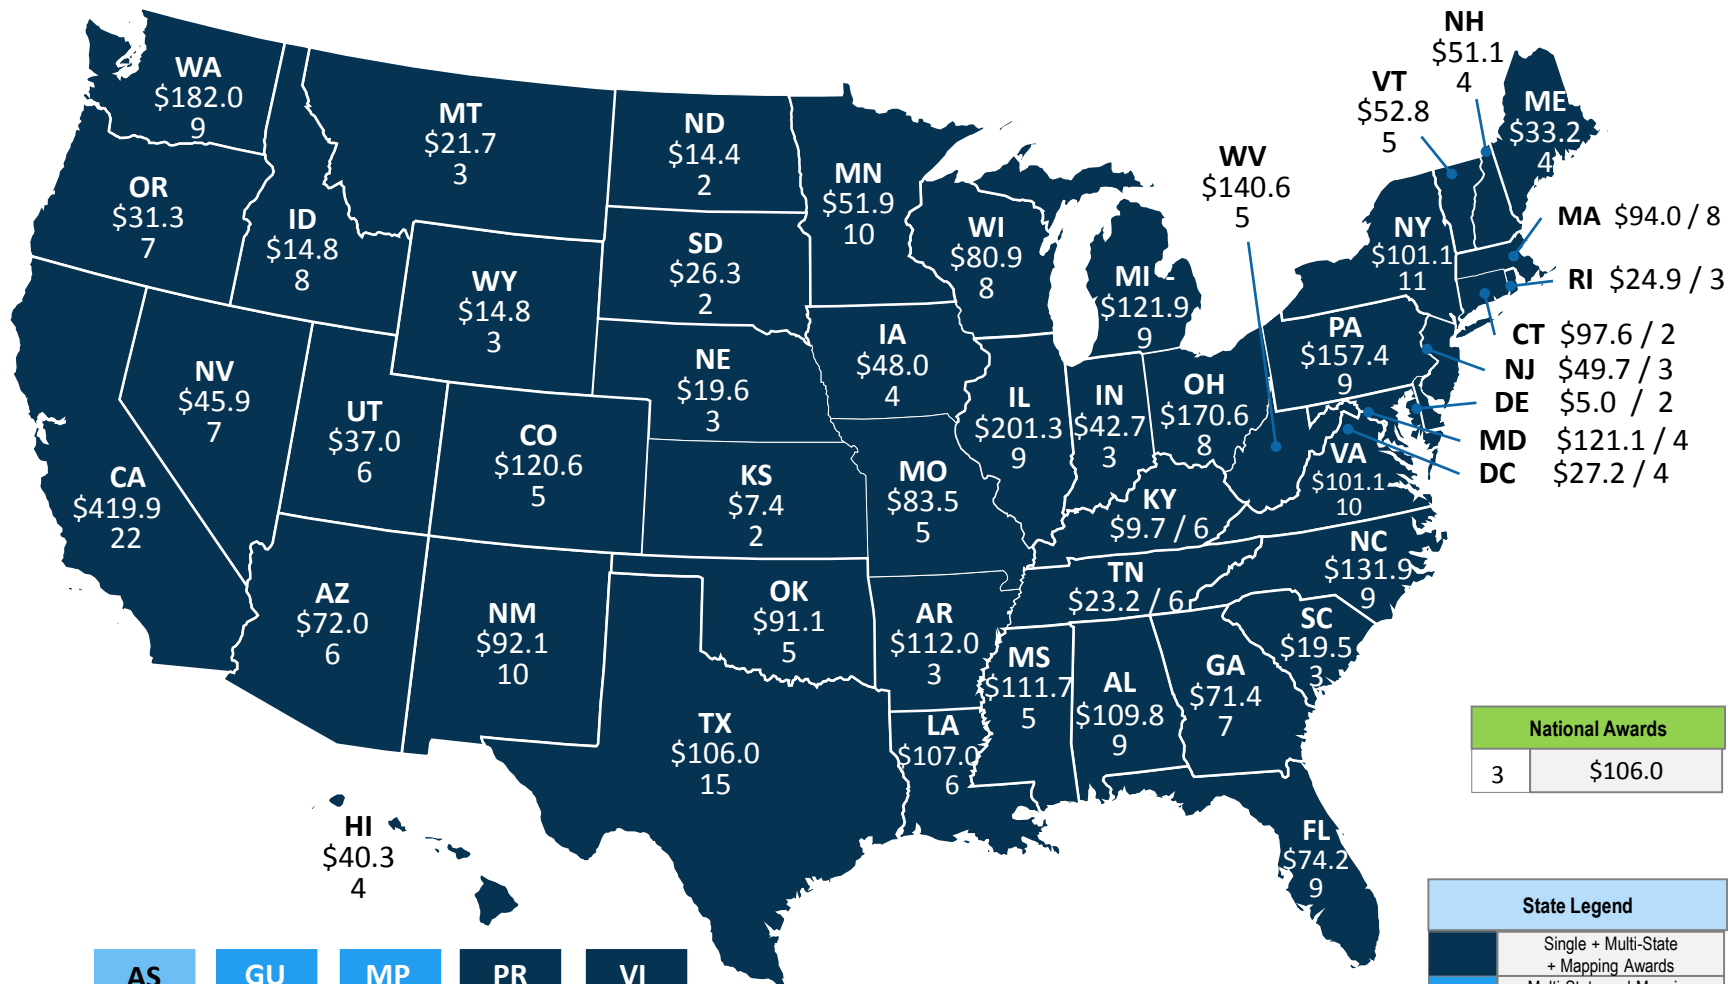 WA
$182.0
9
OR
$31.3
7
ID
$14.8
8
MT
$21.7
3
ND
$14.4
2
MN
$51.9
10
SD
$26.3
2
WY
$14.8
3
WI
$80.9
8
MI -
$121.9
9
WV
$140.6
5
VT
$52.8
5
NH
$51.1
4
ME
$33.2
4
NY
$101.1
11
MA $94.0 / 8
RI $24.9 / 3
CT $97.6 / 2
NJ $49.7 / 3
DE $5.0 / 2
MD $121.1 / 4
DC $27.2 / 4
PA
$157.4
9
NV
$45.9
7
UT
$37.0
6
CO
$120.6
5
NE
$19.6
3
IA
$48.0
4
IL
$201.3
9
IN
$42.7
3
OH
$170.6
8
VA
$101.1
10
CA
$419.9
22
KS
$7.4
2
MO
$83.5
5
KY
$9.7 / 6
NC
$131.9
9
TN
$23.2 / 6
SC
$19.5
3
AZ
$72.0
6
NM
$92.1
10
OK
$91.1
5
AR
$112.0
3
MS
$111.7
5
AL
$109.8
9
GA
$71.4
7
TX
$106.0
15
LA
$107.0
6
FL
$74.2
9
HI
$40.3
4
National Awards
3 $106.0
State Legend
Single + Multi-State
+ Mapping Awards
AS GU MP PR VI